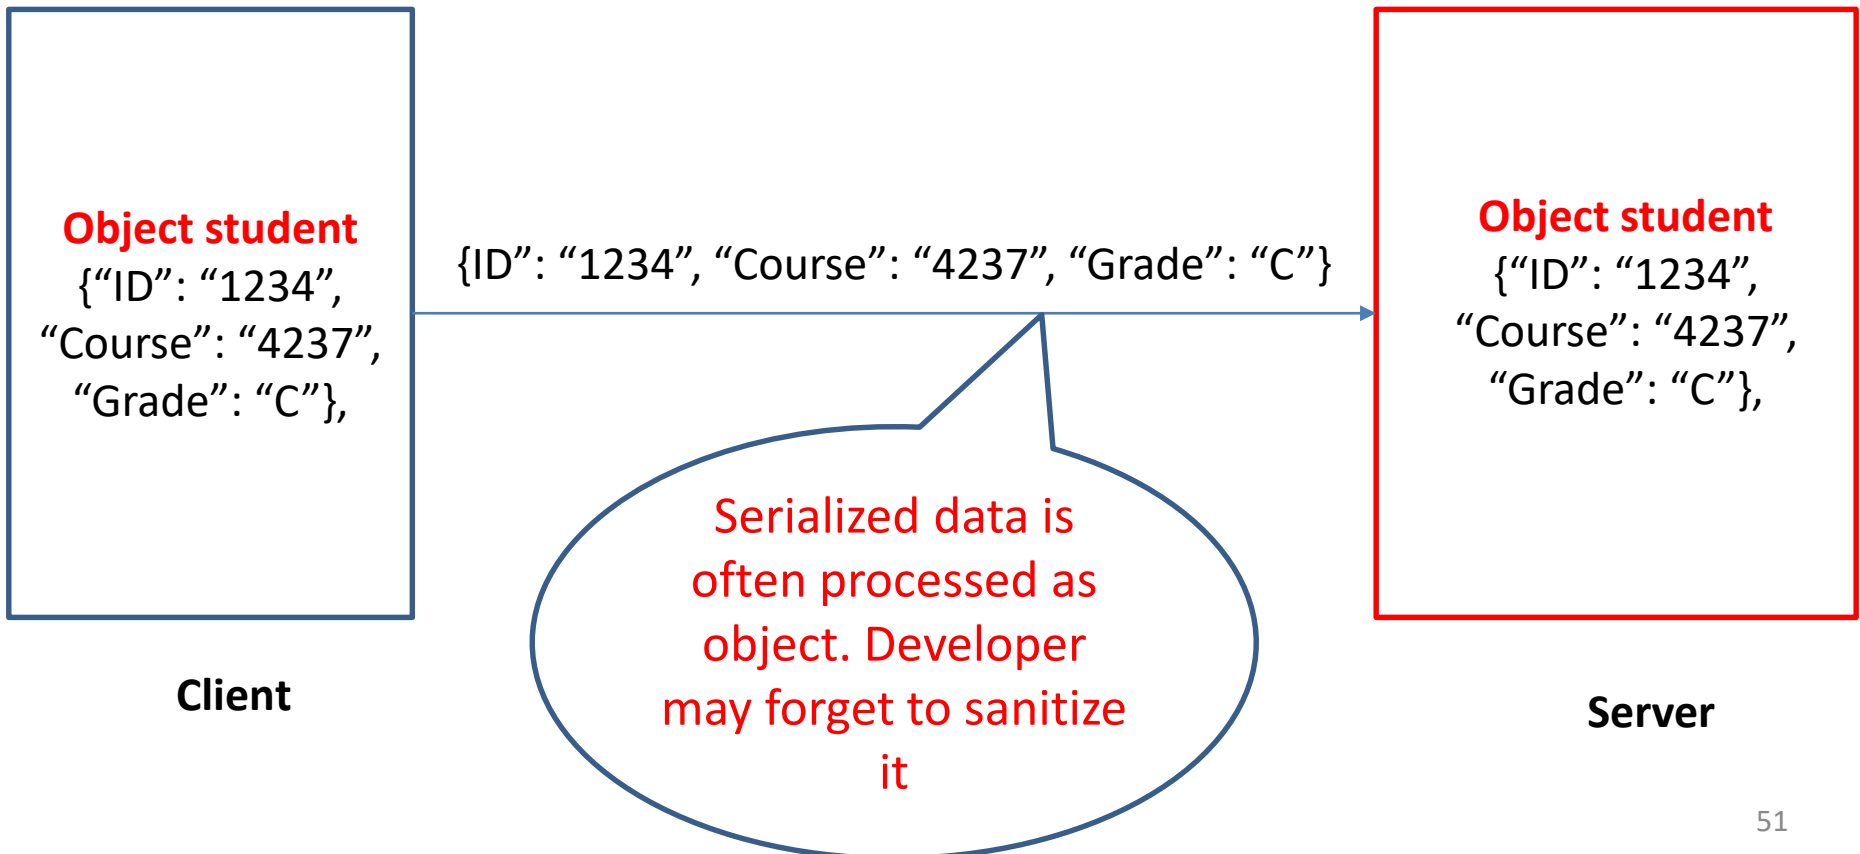 Object student
{“ID”: “1234”,
“Course”: “4237”,
“Grade”: “C”},
Client
{ID”: “1234”, “Course”: “4237”, “Grade”: “C”}
Serialized data is
often processed as
object. Developer
may forget to sanitize
it
Object student
{“ID”: “1234”,
“Course”: “4237”,
“Grade”: “C”},
Server
51